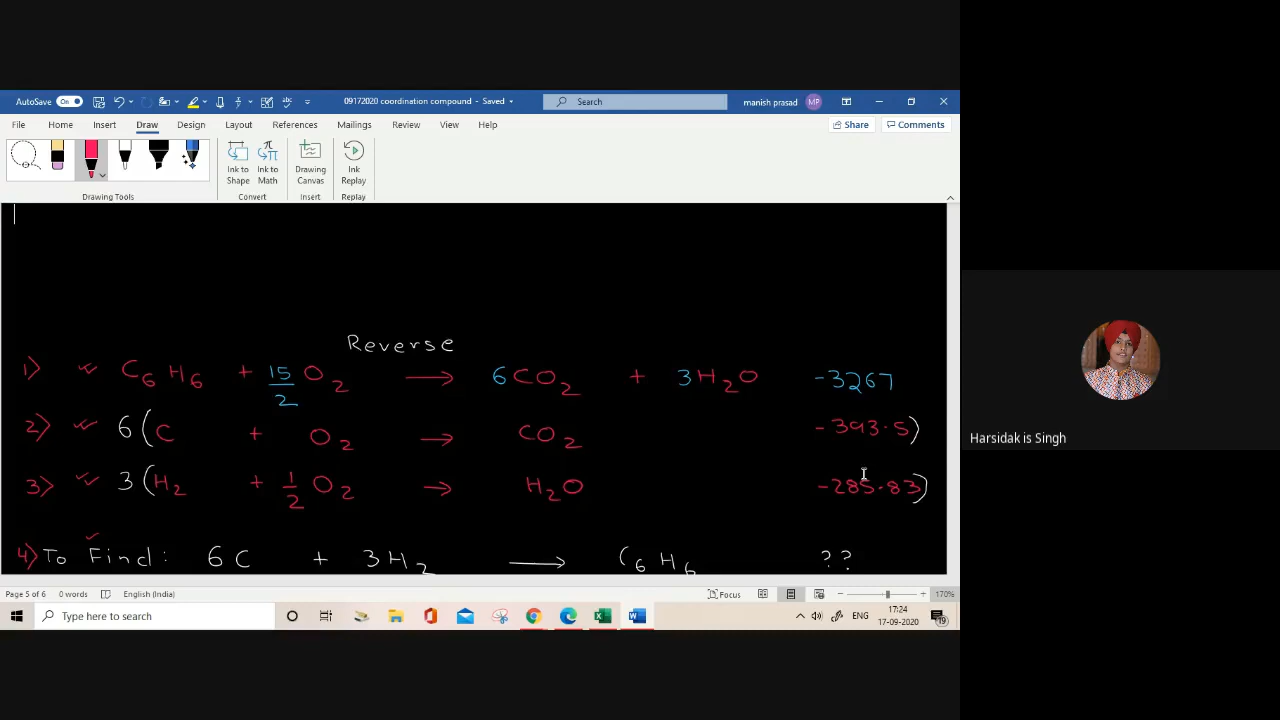 AutoSave On
09172020 coordination compound - Saved
Search
manish prasad MP
File Home Insert Draw Design Layout References Mailings Review View Help
Share Comments
Ink to Shape
Ink to Math
Drawing Canvas
Ink Replay
Drawing Tools Convert Insert Replay
Reverse
1) C6H6 + 15/2 O2 → 6CO2 + 3H2O -3267
2) 6(C + O2 → CO2 -393.5)
3) 3(H2 + 1/2 O2 → H2O -285.83)
4) To Find: 6C + 3H2 → C6H6 ??
Harsidak is Singh
Page 5 of 6 0 words English (India) Focus 170%
Type here to search
ENG 17:24
17-09-2020
19